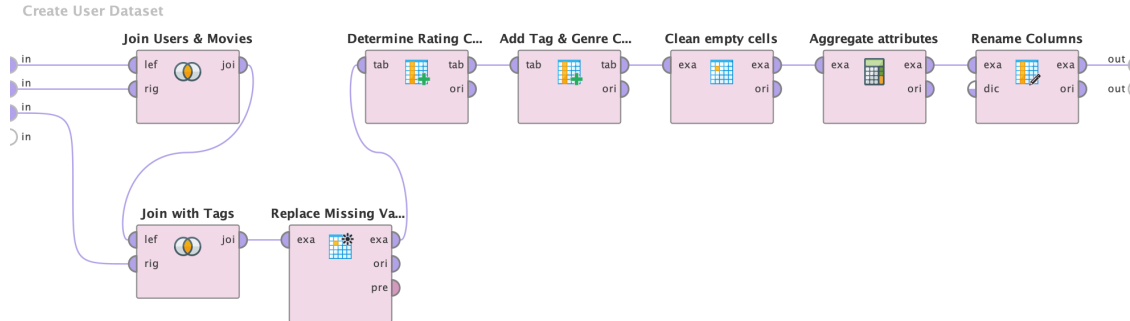 Create User Dataset
Join Users & Movies
Determine Rating C...
Add Tag & Genre C...
Clean empty cells
Aggregate attributes
Rename Columns
in
in
in
in
lef
joi
rig
tab
tab
ori
tab
tab
ori
exa
exa
ori
exa
exa
ori
exa
exa
dic
ori
out
out
Join with Tags
Replace Missing Va...
lef
joi
rig
exa
exa
ori
pre